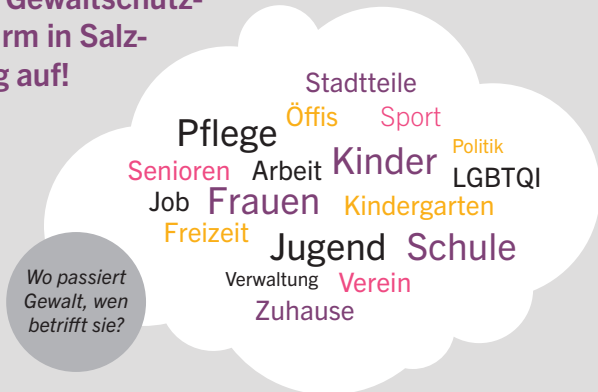 Gewaltschutz-
rm in Salz-
g auf!
Stadtteile
Öffis Sport
Pflege
Politik
Senioren Arbeit Kinder LGBTQI
Job Frauen Kindergarten
Freizeit
Jugend Schule
Verwaltung Verein
Zuhause
Wo passiert
Gewalt, wen
betrifft sie?